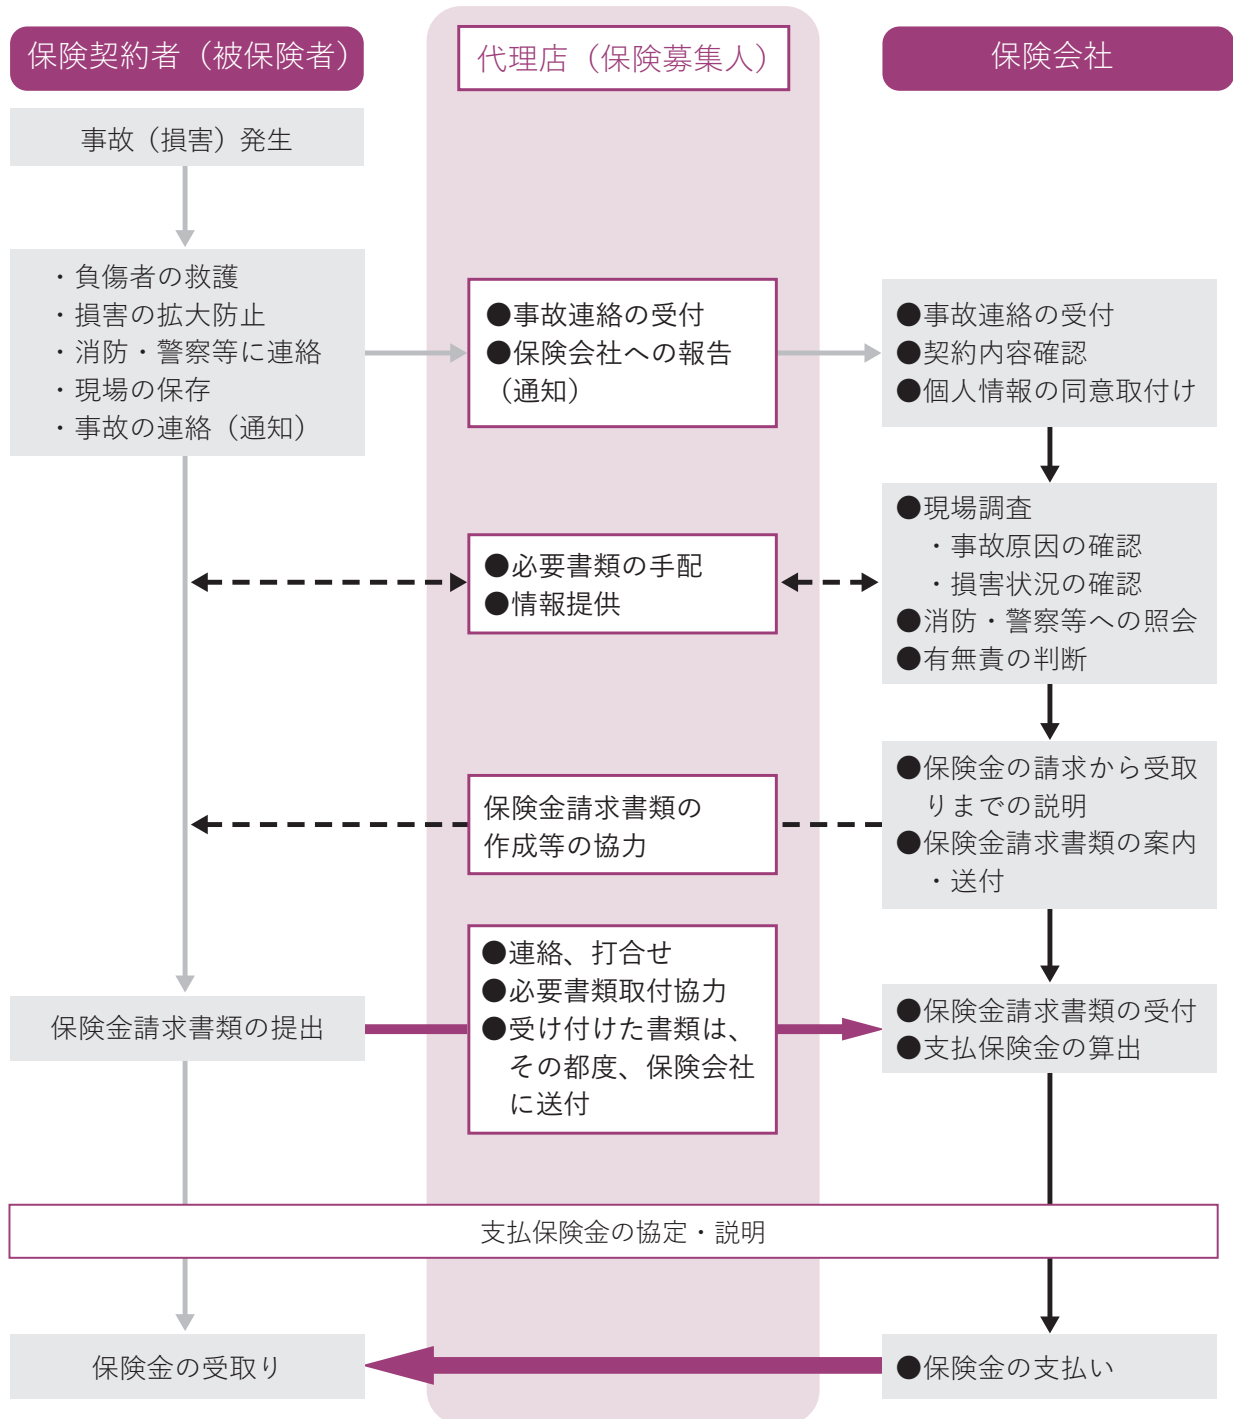 保険契約者（被保険者）
代理店（保険募集人）
保険会社
事故（損害）発生
・負傷者の救護
・損害の拡大防止
・消防・警察等に連絡
・現場の保存
・事故の連絡（通知）
●事故連絡の受付
●保険会社への報告
（通知）
●事故連絡の受付
●契約内容確認
●個人情報の同意取付け
●必要書類の手配
●情報提供
●現場調査
・事故原因の確認
・損害状況の確認
●消防・警察等への照会
●有無責の判断
保険金請求書類の
作成等の協力
●保険金の請求から受取
りまでの説明
●保険金請求書類の案内
・送付
保険金請求書類の提出
●連絡、打合せ
●必要書類取付協力
●受け付けた書類は、
その都度、保険会社
に送付
●保険金請求書類の受付
●支払保険金の算出
支払保険金の協定・説明
保険金の受取り
●保険金の支払い